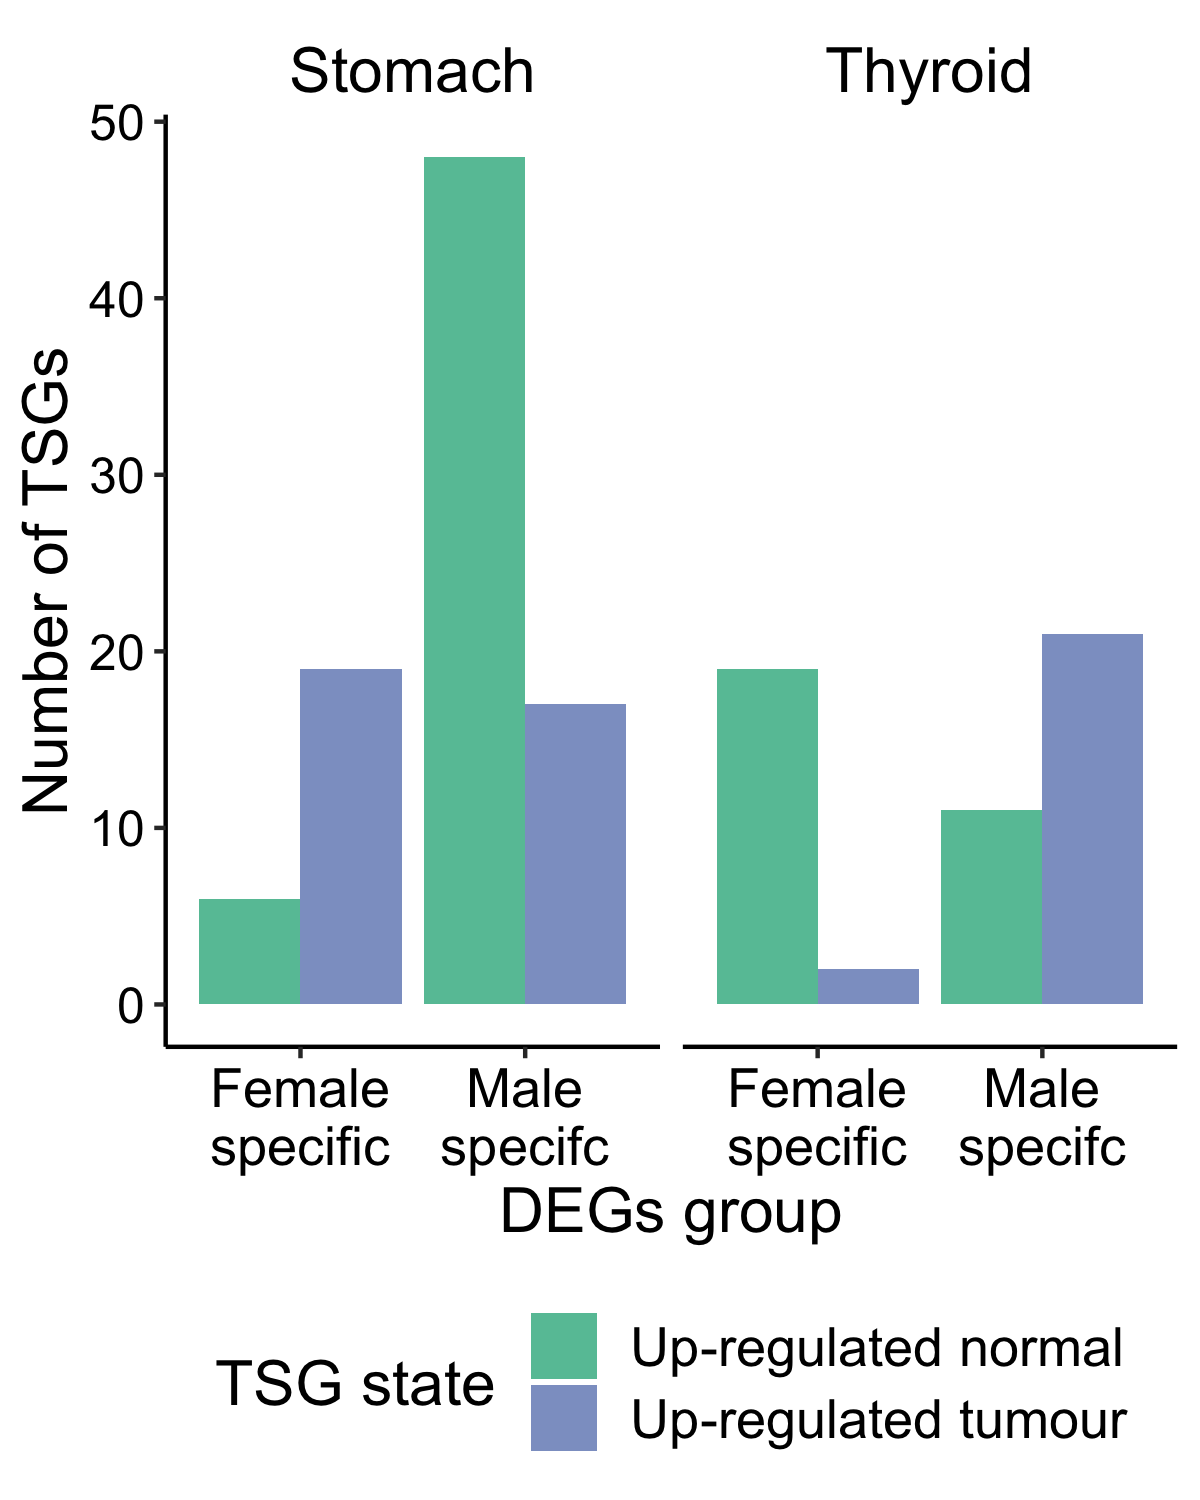 Stomach Thyroid
50
40
30
20
10
0
Number of TSGs
Female Male Female Male
specific specifc specific specifc
DEGs group
TSG state
Up-regulated normal
Up-regulated tumour